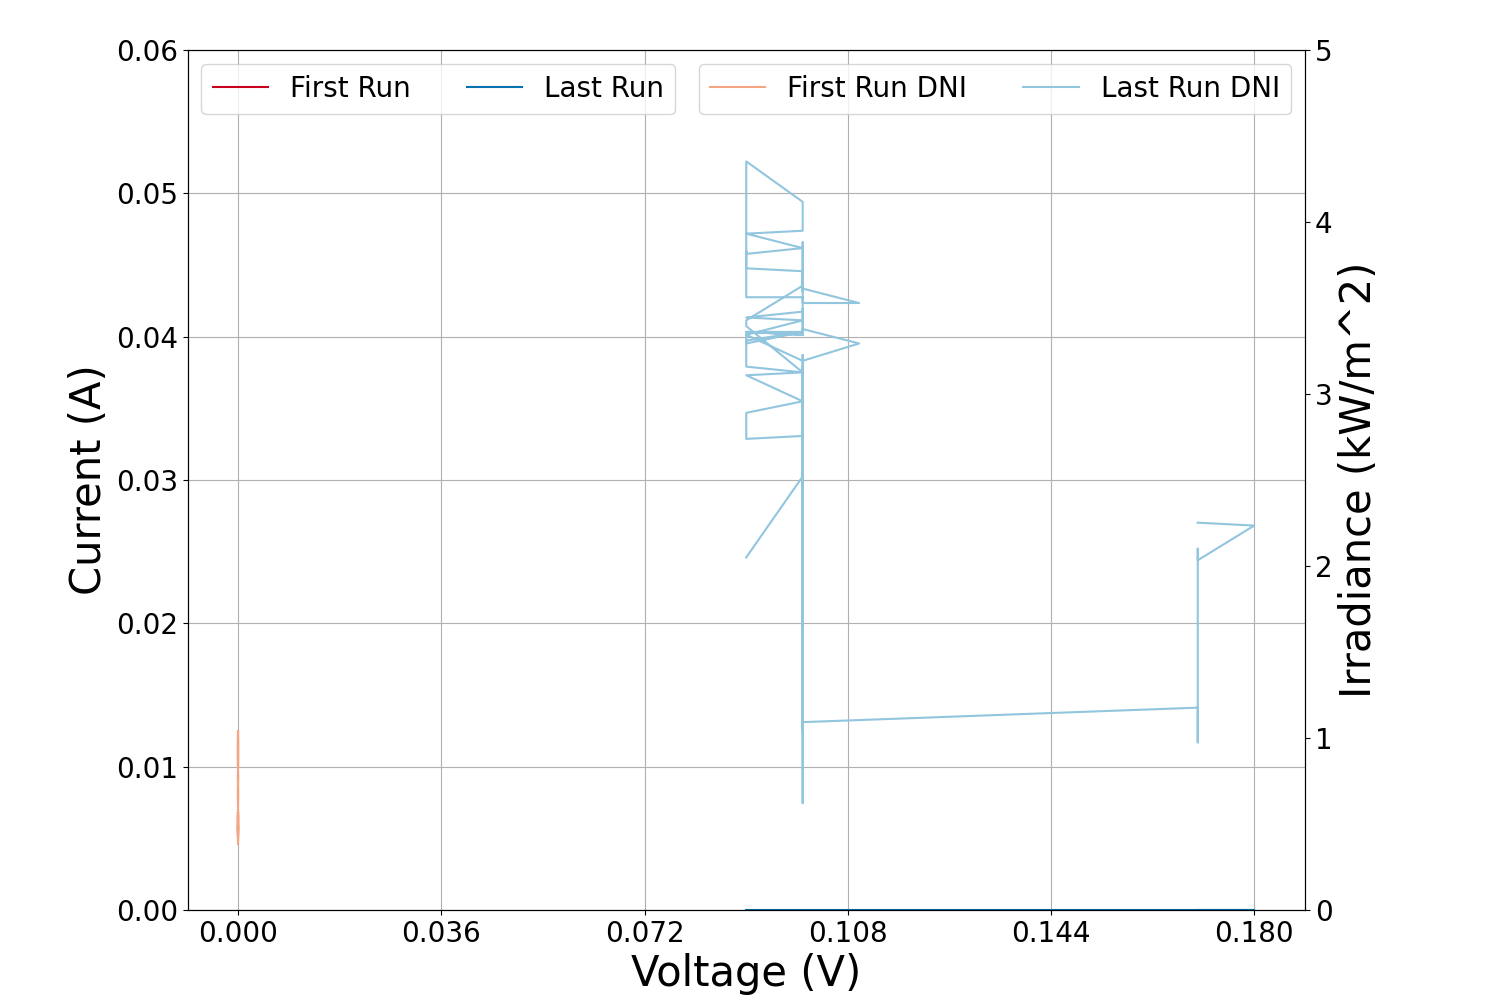 First Run
Last Run
First Run DNI
Last Run DNI
0.06
0.05
0.04
0.03
0.02
0.01
0.00
Current (A)
5
4
3
2
1
0
Irradiance (kW/m^2)
0.000 0.036 0.072 0.108 0.144 0.180
Voltage (V)